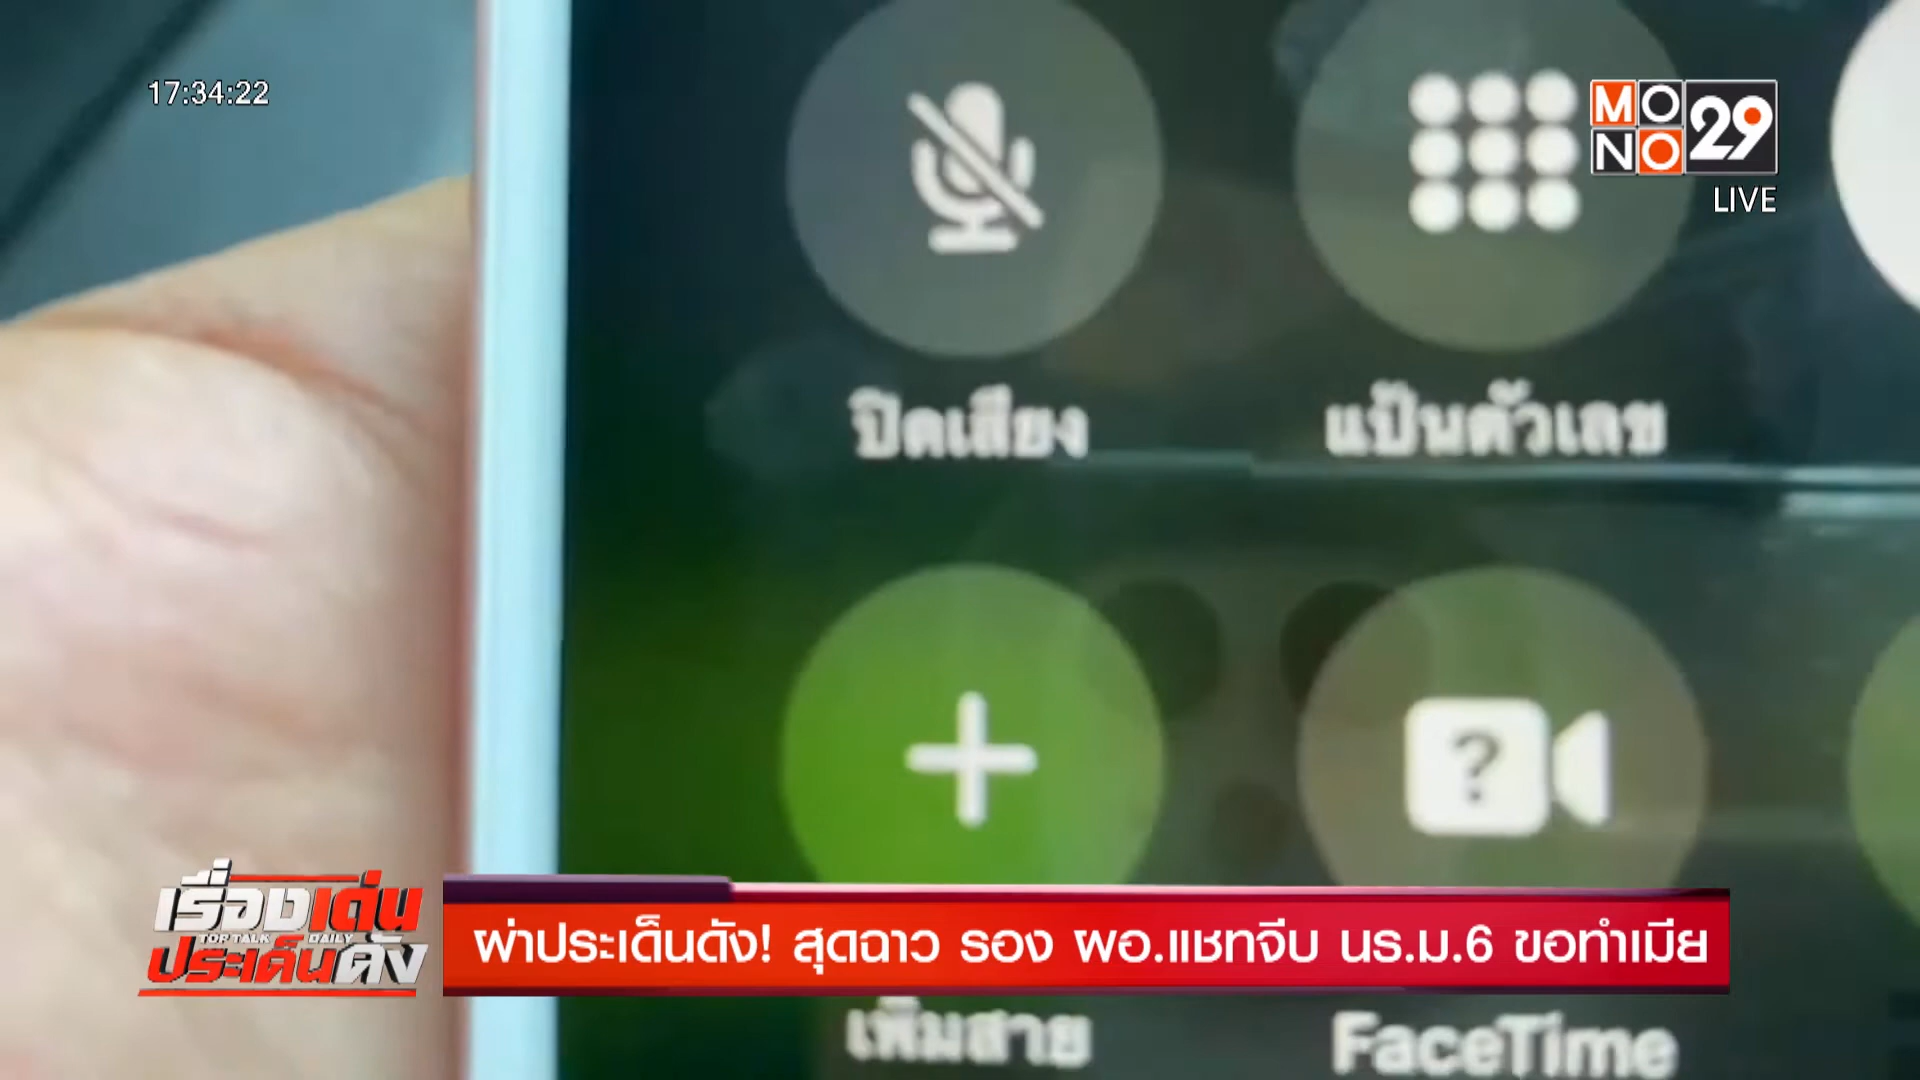 17:34:22
MONO 29
LIVE
ปิดเสียง
แป้นตัวเลข
?
เรื่องเด่น
TOP TALK DAILY
ประเด็นดัง
ผ่าประเด็นดัง! สุดฉาว รอง ผอ.แชทจีบ นร.ม.6 ขอทำเมีย
เพิ่มสาย
FaceTime